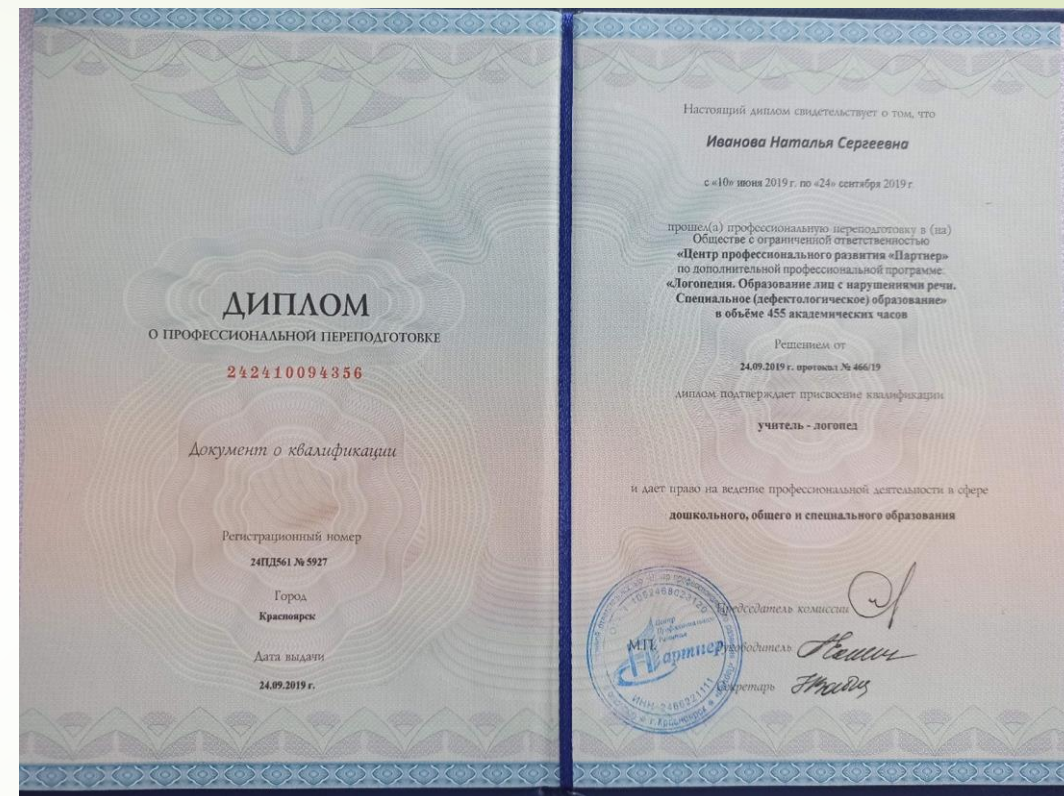 ДИПЛОМ
О ПРОФЕССИОНАЛЬНОЙ ПЕРЕПОДГОТОВКЕ
242410094356
Документ о квалификации
Регистрационный номер
24ПД561 № 5927
Город
Красноярск
Дата выдачи
24.09.2019 г.
Настоящий диплом свидетельствует о том, что
Иванова Наталья Сергеевна
с «10» июня 2019 г. по «24» сентября 2019 г
прошел(а) профессиональную переподготовку в (на)
Обществе с ограниченной ответственностью
«Центр профессионального развития «Партнер»
по дополнительной профессиональной программе
«Логопедия. Образование лиц с нарушениями речи.
Специальное (дефектологическое) образование»
в объёме 455 академических часов
Решением от
24.09.2019 г. протокол № 466/19
диплом подтверждает присвоение квалификации
учитель - логопед
и дает право на ведение профессиональной деятельности в сфере
дошкольного, общего и специального образования
Председатель комиссии
М.П. Руководитель
Секретарь
Центр
Профессионального
Развития
Партнер